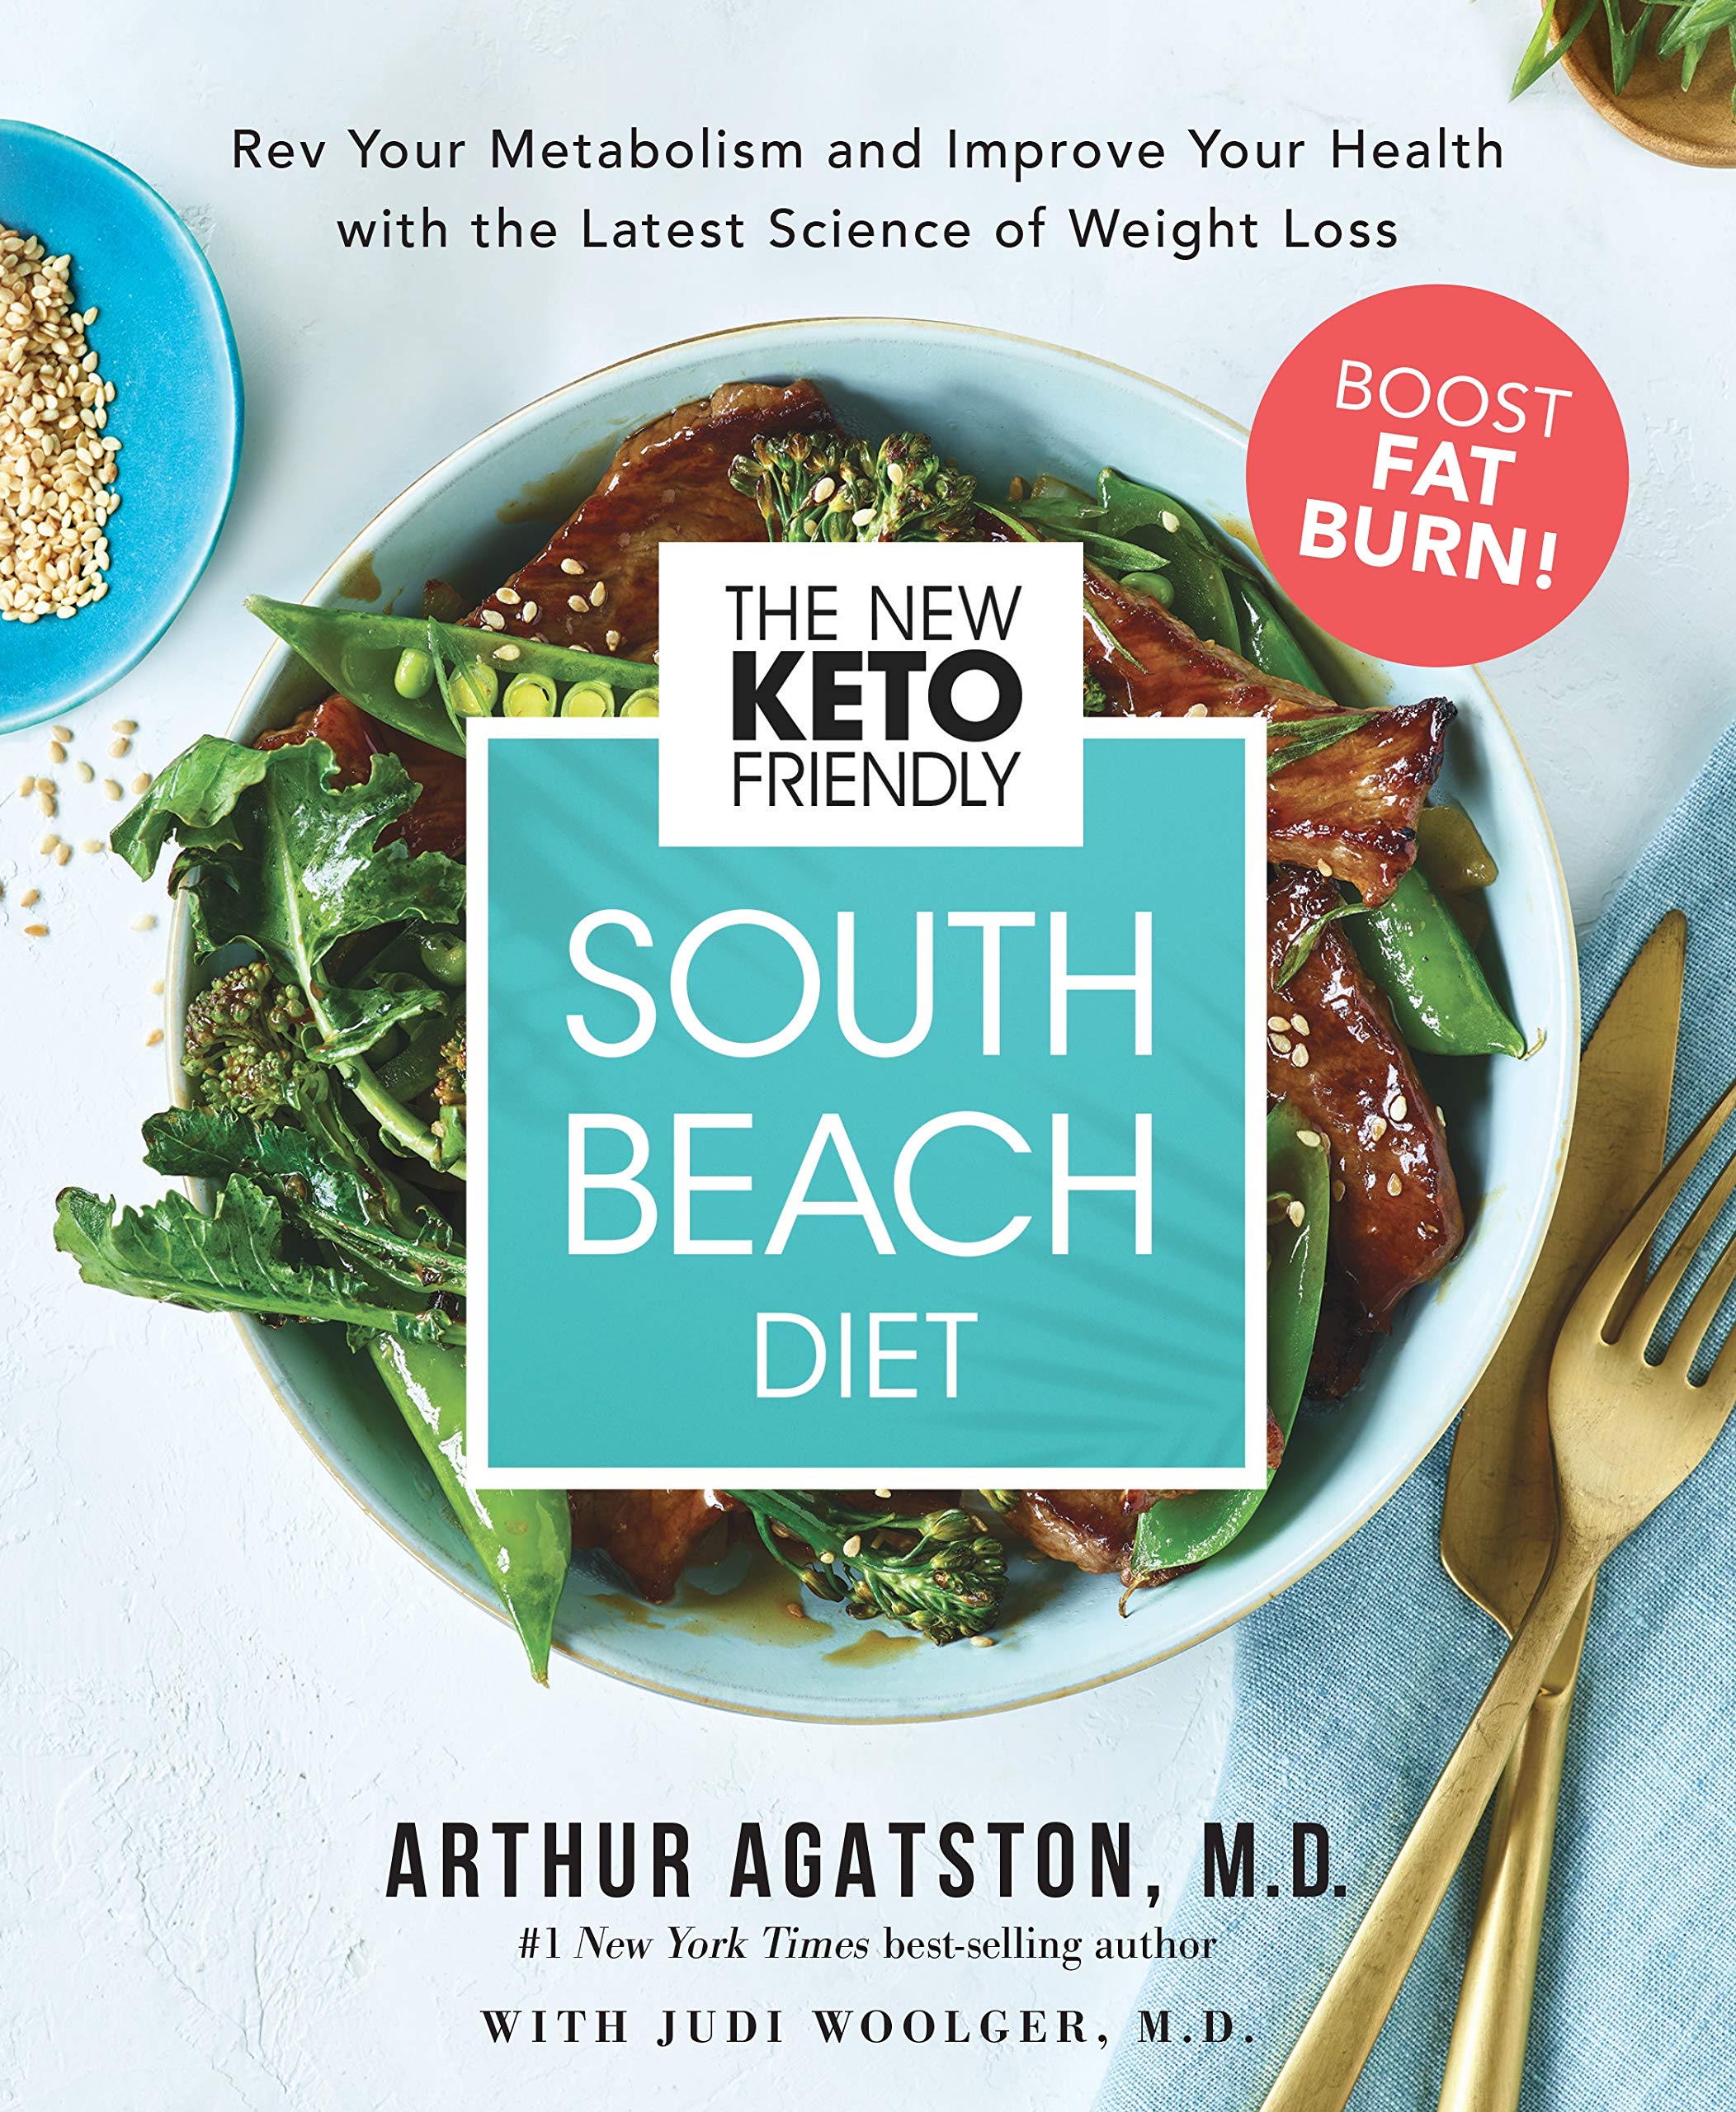 Rev Your Metabolism and Improve Your Health
with the Latest Science of Weight Loss
BOOST
FAT
BURN!
THE NEW
KETO
FRIENDLY
SOUTH
BEACH
DIET
ARTHUR AGATSTON, M.D.
#1 New York Times best-selling author
WITH JUDI WOOLGER, M.D.